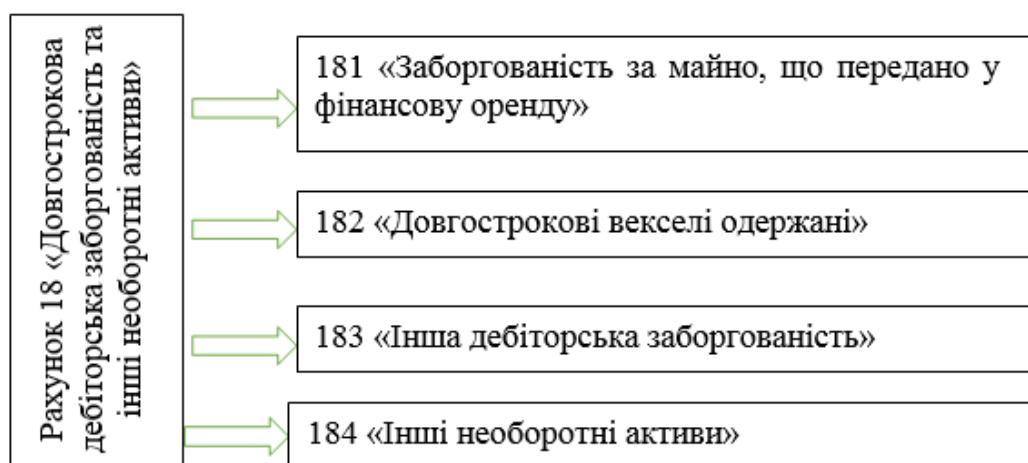 Рахунок 18 «Довгострокова
дебіторська заборгованість та
інші необоротні активи»
181 «Заборгованість за майно, що передано у
фінансову оренду»
182 «Довгострокові векселі одержані»
183 «Інша дебіторська заборгованість»
184 «Інші необоротні активи»